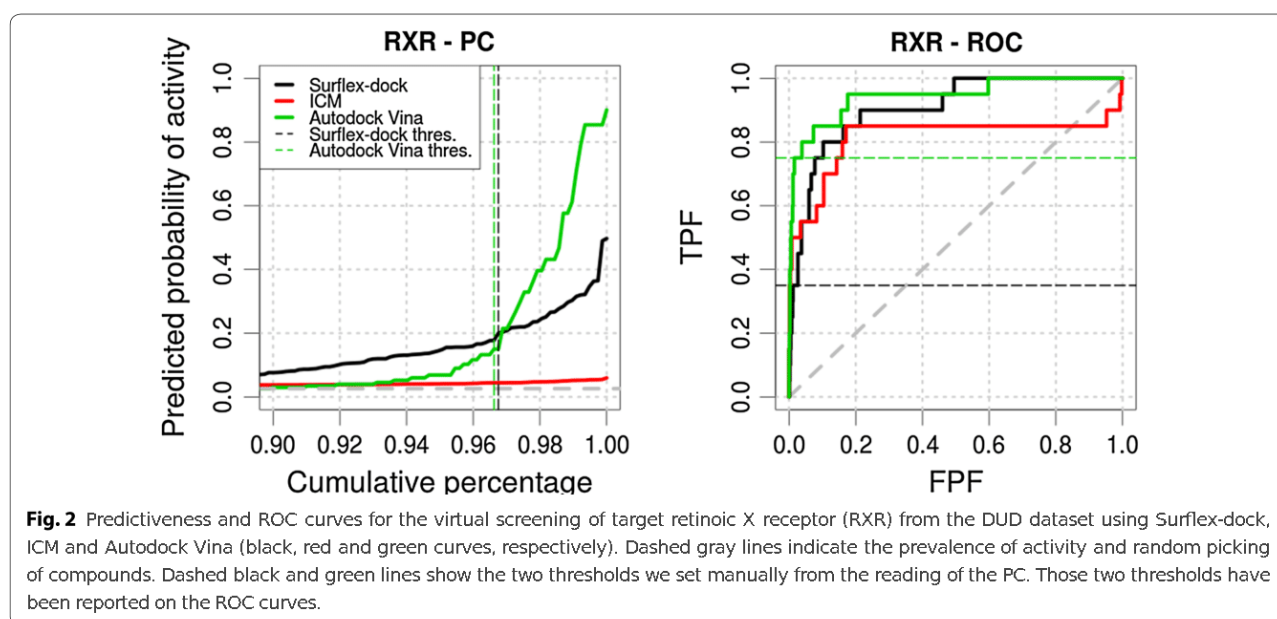 RXR - PC
Predicted probability of activity
1.0
0.8
0.6
0.4
0.2
0.0
Surflex-dock
ICM
Autodock Vina
Surflex-dock thres.
Autodock Vina thres.
0.90 0.92 0.94 0.96 0.98 1.00
Cumulative percentage
RXR - ROC
TPF
1.0
0.8
0.6
0.4
0.2
0.0
0.0 0.2 0.4 0.6 0.8 1.0
FPF
Fig. 2 Predictiveness and ROC curves for the virtual screening of target retinoic X receptor (RXR) from the DUD dataset using Surflex-dock,
ICM and Autodock Vina (black, red and green curves, respectively). Dashed gray lines indicate the prevalence of activity and random picking
of compounds. Dashed black and green lines show the two thresholds we set manually from the reading of the PC. Those two thresholds have
been reported on the ROC curves.